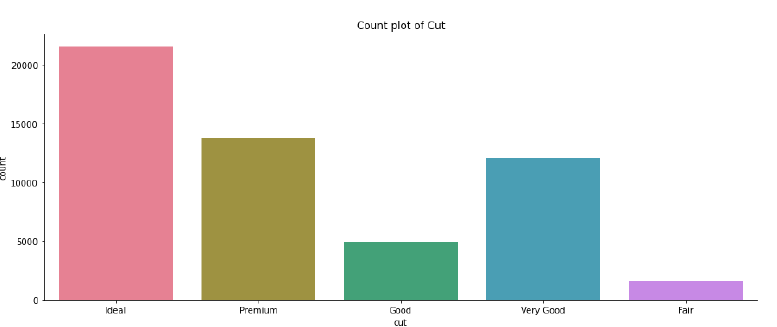 Count plot of Cut
20000
15000
10000
5000
0
count
Ideal
Premium
Good
Very Good
Fair
cut